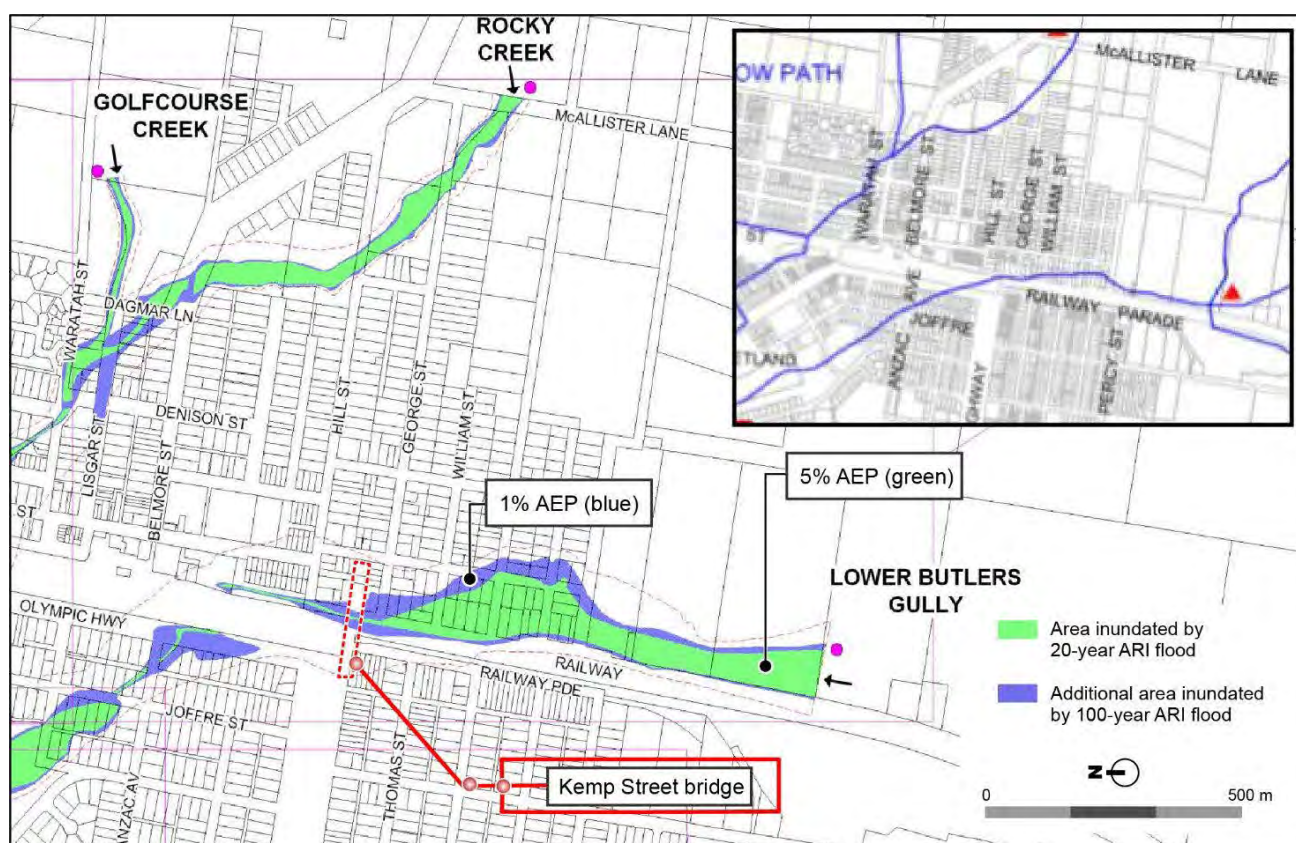 ROCKY
CREEK
GOLFCOURSE
CREEK
McALLISTER LANE
WARATAH ST
DAGMAR LN
LISGAR ST
BELMORE ST
DENISON ST
HILL ST
GEORGE ST
WILLIAM ST
ST
1% AEP (blue)
5% AEP (green)
LOWER BUTLERS
GULLY
OLYMPIC HWY
RAILWAY
RAILWAY PDE
JOFFRE ST
THOMAS ST
ANZAC AV
Kemp Street bridge
Area inundated by
20-year ARI flood
Additional area inundated
by 100-year ARI flood
N
0
500 m
OW PATH
McALLISTER LANE
WARATAH ST
BELMORE ST
HILL ST
GEORGE ST
WILLIAM ST
ST
ANZAC AVE
JOFFRE
RAILWAY PARADE
ETLAND
GHWAY
PERCY ST